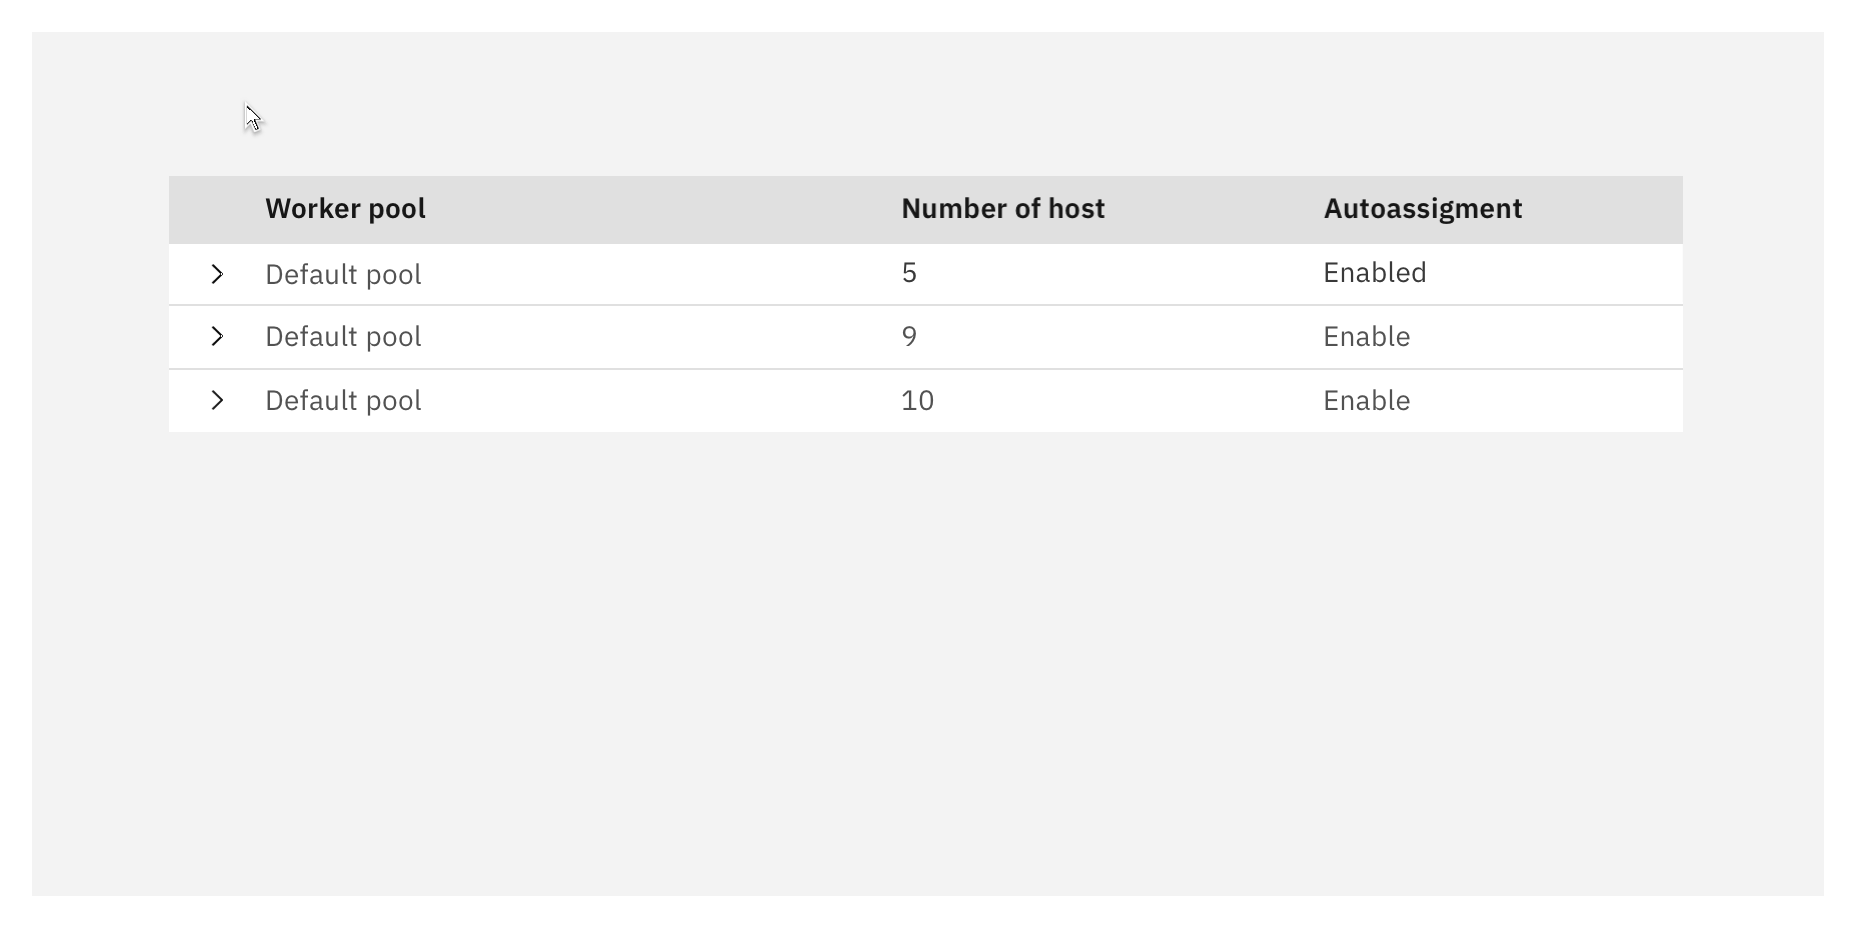 Worker pool Number of host Autoassigment
Default pool 5 Enabled
Default pool 9 Enable
Default pool 10 Enable